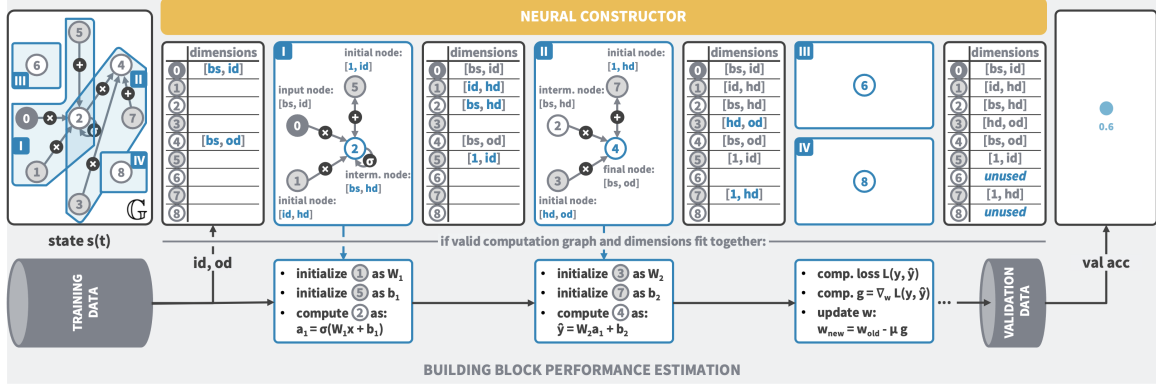 NEURAL CONSTRUCTOR
5
6
4
III
II
0
2
σ
7
I
1
8
IV
3
𝔾
state s(t)
dimensions
0 [bs, id]
1
2
3
4 [bs, od]
5
6
7
8
I
initial node:
[1, id]
input node:
[bs, id]
5
0
2
σ
1
interm. node:
[bs, hd]
initial node:
[id, hd]
dimensions
0 [bs, id]
1 [id, hd]
2 [bs, hd]
3
4 [bs, od]
5 [1, id]
6
7
8
II
initial node:
[1, hd]
interm. node:
[bs, hd]
7
2
4
3
final node:
[bs, od]
initial node:
[hd, od]
dimensions
0 [bs, id]
1 [id, hd]
2 [bs, hd]
3 [hd, od]
4 [bs, od]
5 [1, id]
6
7 [1, hd]
8
III
6
IV
8
dimensions
0 [bs, id]
1 [id, hd]
2 [bs, hd]
3 [hd, od]
4 [bs, od]
5 [1, id]
6 unused
7 [1, hd]
8 unused
0.6
if valid computation graph and dimensions fit together:
TRAINING
DATA
id, od
• initialize 1 as W₁
• initialize 5 as b₁
• compute 2 as:
a₁ = σ(W₁x + b₁)
• initialize 3 as W₂
• initialize 7 as b₂
• compute 4 as:
ŷ = W₂a₁ + b₂
• comp. loss L(y, ŷ)
• comp. g = ∇w L(y, ŷ)
• update w:
wnew = wold - μ g
...
VALIDATION
DATA
val acc
BUILDING BLOCK PERFORMANCE ESTIMATION